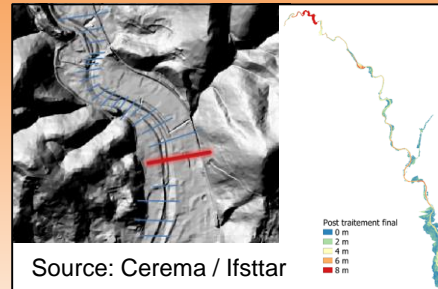 Post traitement final
0 m
2 m
4 m
6 m
8 m
Source: Cerema / Ifsttar